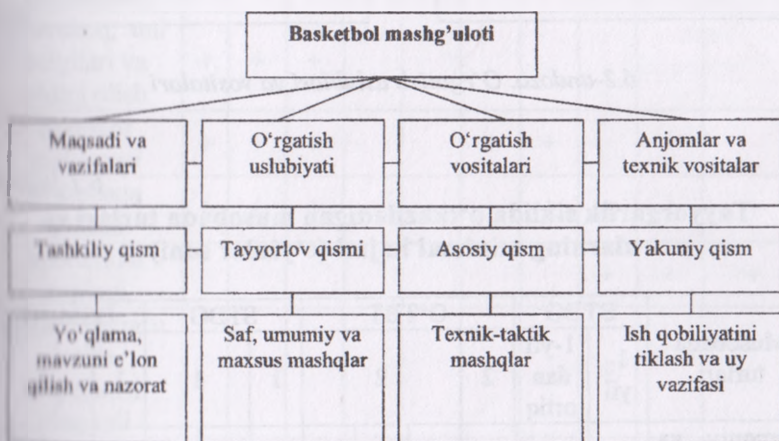 Basketbol mashg'uloti
Maqsadi va
vazifalari
O'rgatish
uslubiyati
O'rgatish
vositalari
Anjomlar va
texnik vositalar
Tashkiliy qism
Tayyorlov qismi
Asosiy qism
Yakuniy qism
Yo'qlama,
mavzuni e'lon
qilish va nazorat
Saf, umumiy va
maxsus mashqlar
Texnik-taktik
mashqlar
Ish qobiliyatini
tiklash va uy
vazifasi